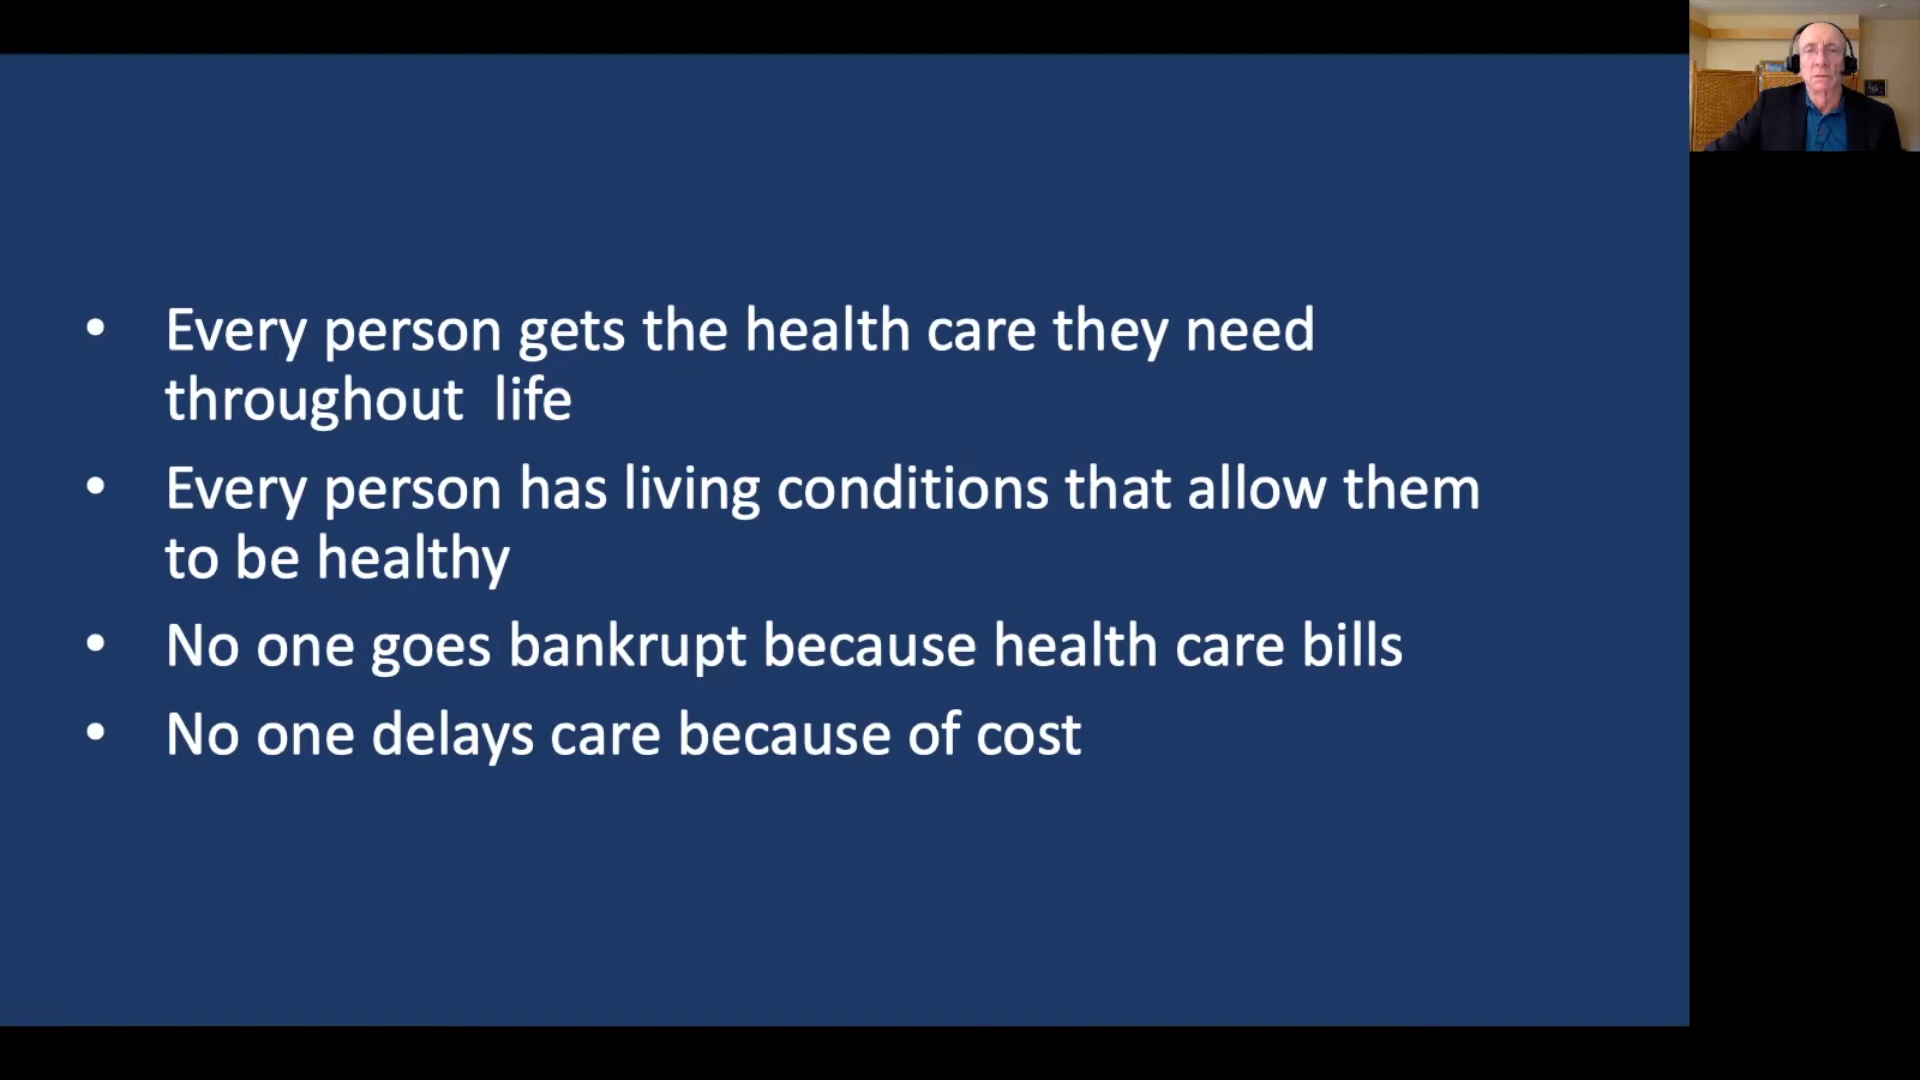 • Every person gets the health care they need
throughout  life
• Every person has living conditions that allow them
to be healthy
• No one goes bankrupt because health care bills
• No one delays care because of cost